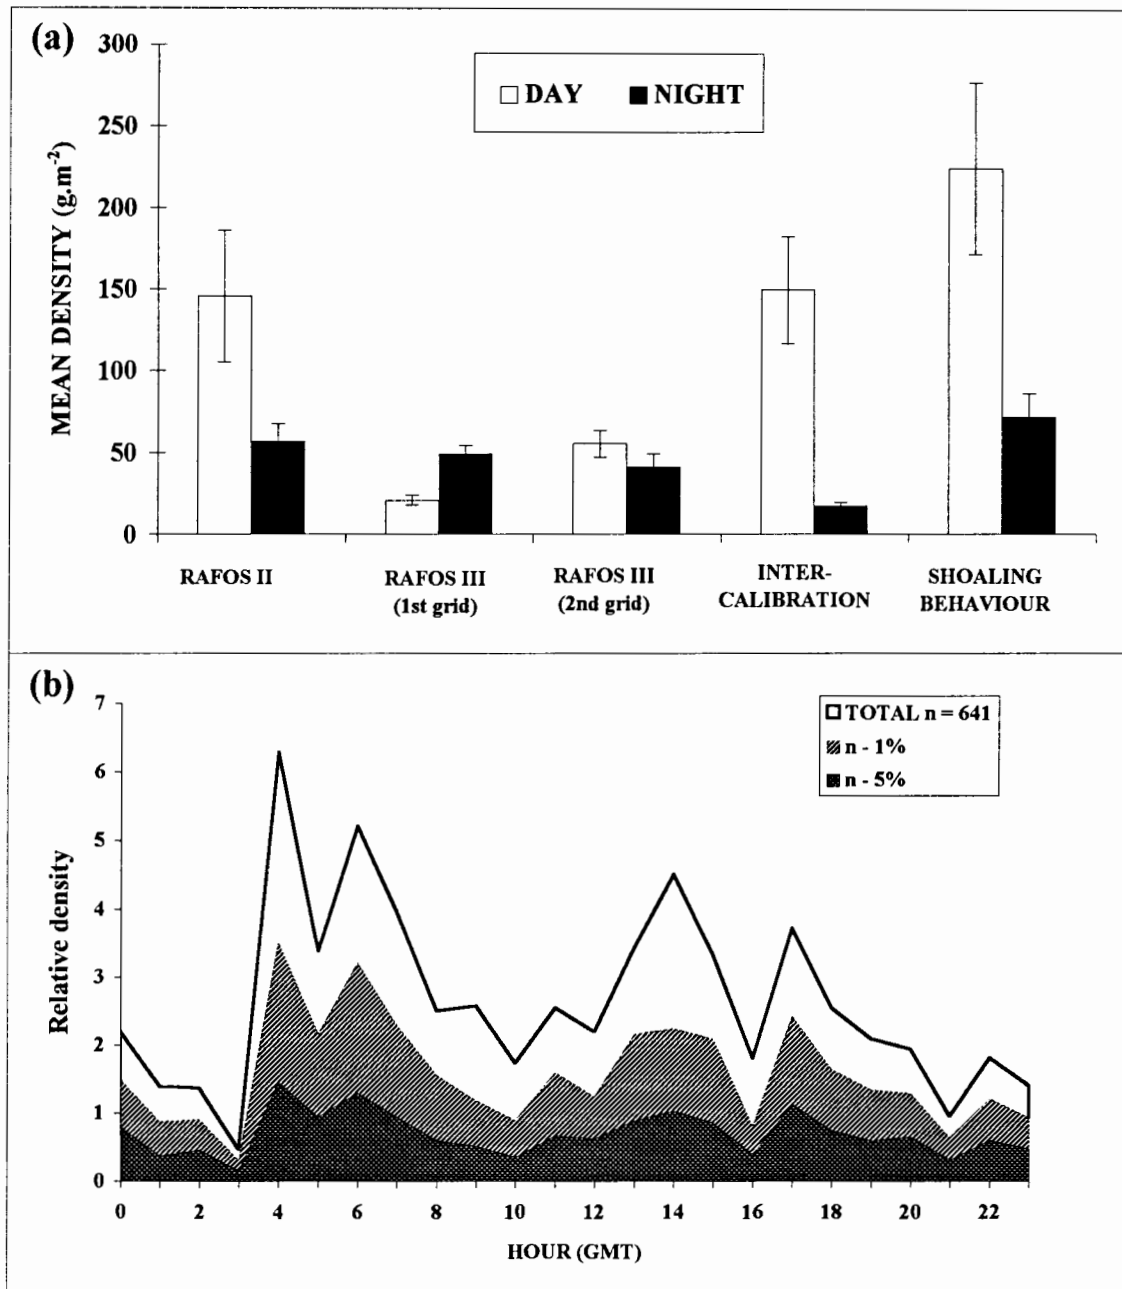 (a)
300
250
200
150
100
50
0
MEAN DENSITY (g.m-2)
DAY NIGHT
RAFOS II
RAFOS III
(1st grid)
RAFOS III
(2nd grid)
INTER-
CALIBRATION
SHOALING
BEHAVIOUR
(b)
7
6
5
4
3
2
1
0
Relative density
TOTAL n = 641
n - 1%
n - 5%
0 2 4 6 8 10 12 14 16 18 20 22
HOUR (GMT)